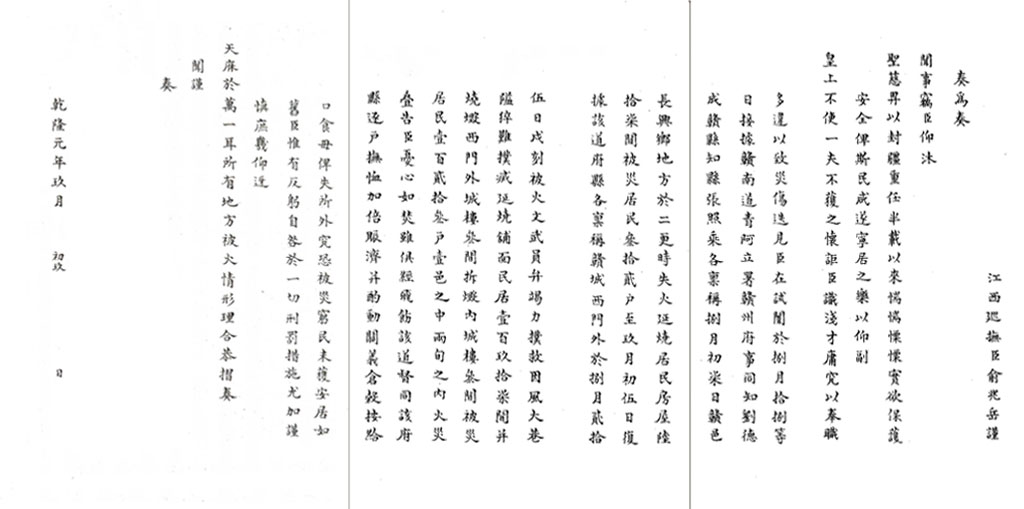 江西巡撫臣俞兆岳謹
奏爲奏
聞事竊臣仰沐
聖慈畀以封疆重任半載以來惴惴慄慄實欲保護
安全俾斯民咸遂寧居之樂以仰副
皇上不使一夫不獲之懷詎臣識淺才庸究以奉職
多遺以致災傷迭見臣在試闈於捌月拾捌等
日接據贛南道青阿立署贛州府事同知劉德
成贛縣知縣張照乘各稟稱捌月初柒日贛邑
長興鄉地方於二更時失火延燒居民房屋陸
拾柒間被災居民叁拾貳戶至玖月初伍日復
據該道府縣各稟稱贛城西門外於捌月貳拾
伍日戌刻被火文武員弁竭力撲救因風大巷
隘猝難撲滅延燒舖面民居壹百玖拾柒間并
燒燬西門外城樓叁間拆燬內城樓叁間被災
居民壹百貳拾叁戶壹邑之中兩旬之內火災
疊告臣憂心如焚雖俱經飛飭該道督同該府
縣逐戶撫恤加倍賑濟并酌動關義倉穀按照
口食毋俾失所外究恐被災窮民未獲安居如
舊臣惟有反躬自咎於一切刑罰措施尤加謹
慎庶幾仰迓
天庥於萬一耳所有地方被火情形理合恭摺奏
聞謹
奏
乾隆元年玖月 初玖 日